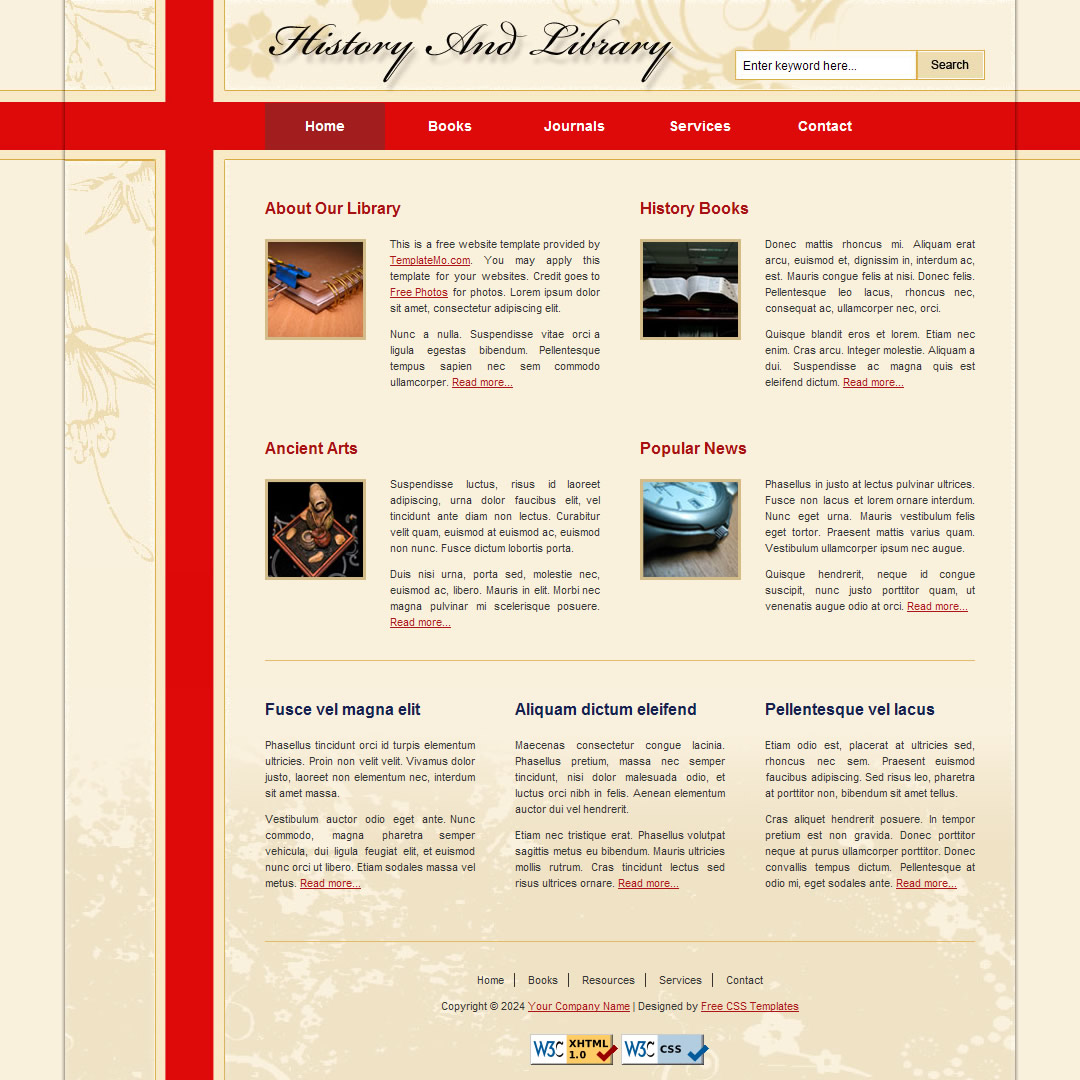 History And Library
Enter keyword here...
Search
Home
Books
Journals
Services
Contact
About Our Library
This is a free website template provided by
TemplateMo.com. You may apply this
template for your websites. Credit goes to
Free Photos for photos. Lorem ipsum dolor
sit amet, consectetur adipiscing elit.
Nunc a nulla. Suspendisse vitae orci a
ligula egestas bibendum. Pellentesque
tempus sapien nec sem commodo
ullamcorper. Read more...
History Books
Donec mattis rhoncus mi. Aliquam erat
arcu, euismod et, dignissim in, interdum ac,
est. Mauris congue felis at nisi. Donec felis.
Pellentesque leo lacus, rhoncus nec,
consequat ac, ullamcorper nec, orci.
Quisque blandit eros et lorem. Etiam nec
enim. Cras arcu. Integer molestie. Aliquam a
dui. Suspendisse ac magna quis est
eleifend dictum. Read more...
Ancient Arts
Suspendisse luctus, risus id laoreet
adipiscing, urna dolor faucibus elit, vel
tincidunt ante diam non lectus. Curabitur
velit quam, euismod at euismod ac, euismod
non nunc. Fusce dictum lobortis porta.
Duis nisi urna, porta sed, molestie nec,
euismod ac, libero. Mauris in elit. Morbi nec
magna pulvinar mi scelerisque posuere.
Read more...
Popular News
Phasellus in justo at lectus pulvinar ultrices.
Fusce non lacus et lorem ornare interdum.
Nunc eget urna. Mauris vestibulum felis
eget tortor. Praesent mattis varius quam.
Vestibulum ullamcorper ipsum nec augue.
Quisque hendrerit, neque id congue
suscipit, nunc justo porttitor quam, ut
venenatis augue odio at orci. Read more...
Fusce vel magna elit
Phasellus tincidunt orci id turpis elementum
ultricies. Proin non velit velit. Vivamus dolor
justo, laoreet non elementum nec, interdum
sit amet massa.
Vestibulum auctor odio eget ante. Nunc
commodo, magna pharetra semper
vehicula, dui ligula feugiat elit, et euismod
nunc orci ut libero. Etiam sodales massa vel
metus. Read more...
Aliquam dictum eleifend
Maecenas consectetur congue lacinia.
Phasellus pretium, massa nec semper
tincidunt, nisi dolor malesuada odio, et
luctus orci nibh in felis. Aenean elementum
auctor dui vel hendrerit.
Etiam nec tristique erat. Phasellus volutpat
sagittis metus eu bibendum. Mauris ultricies
mollis rutrum. Cras tincidunt lectus sed
risus ultrices ornare. Read more...
Pellentesque vel lacus
Etiam odio est, placerat at ultricies sed,
rhoncus nec sem. Praesent euismod
faucibus adipiscing. Sed risus leo, pharetra
at porttitor non, bibendum sit amet tellus.
Cras aliquet hendrerit posuere. In tempor
pretium est non gravida. Donec porttitor
neque at purus ullamcorper porttitor. Donec
convallis tempus dictum. Pellentesque at
odio mi, eget sodales ante. Read more...
Home
Books
Resources
Services
Contact
Copyright © 2024 Your Company Name | Designed by Free CSS Templates
W3C XHTML
1.0
W3C CSS